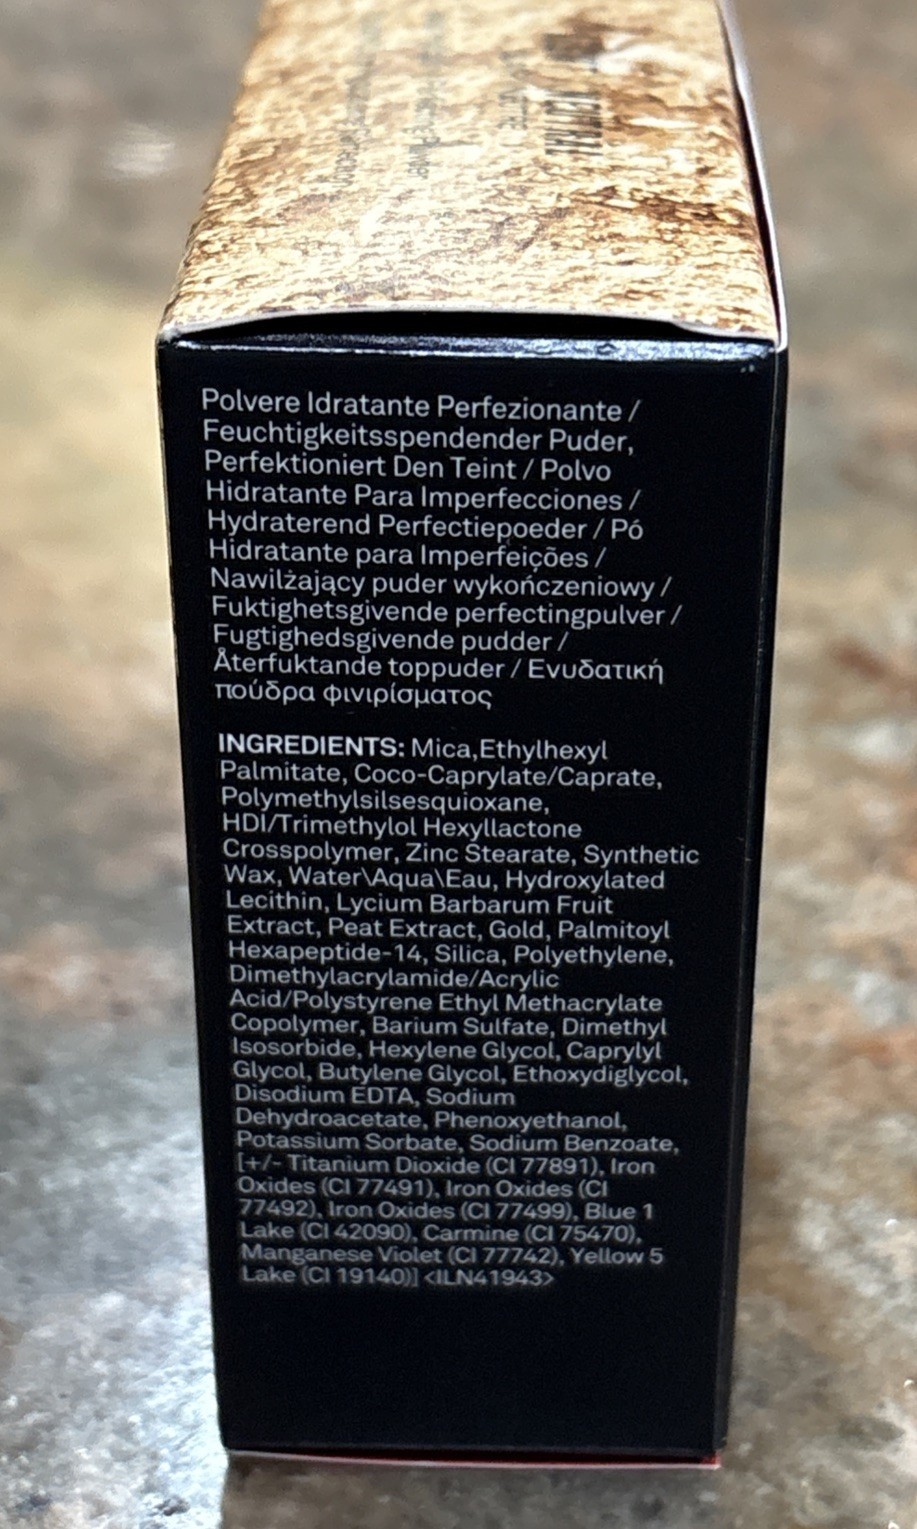 NEUTRAL
Polvere Idratante Perfezionante /
Feuchtigkeitsspendender Puder,
Perfektioniert Den Teint / Polvo
Hidratante Para Imperfecciones /
Hydraterend Perfectiepoeder / Pó
Hidratante para Imperfeições /
Nawilżający puder wykończeniowy /
Fuktighetsgivende perfectingpulver /
Fugtighedsgivende pudder /
Återfuktande toppuder / Ενυδατική
πούδρα φινιρίσματος
INGREDIENTS: Mica,Ethylhexyl
Palmitate, Coco-Caprylate/Caprate,
Polymethylsilsesquioxane,
HDI/Trimethylol Hexyllactone
Crosspolymer, Zinc Stearate, Synthetic
Wax, Water\Aqua\Eau, Hydroxylated
Lecithin, Lycium Barbarum Fruit
Extract, Peat Extract, Gold, Palmitoyl
Hexapeptide-14, Silica, Polyethylene,
Dimethylacrylamide/Acrylic
Acid/Polystyrene Ethyl Methacrylate
Copolymer, Barium Sulfate, Dimethyl
Isosorbide, Hexylene Glycol, Caprylyl
Glycol, Butylene Glycol, Ethoxydiglycol,
Disodium EDTA, Sodium
Dehydroacetate, Phenoxyethanol,
Potassium Sorbate, Sodium Benzoate,
[+/- Titanium Dioxide (CI 77891), Iron
Oxides (CI 77491), Iron Oxides (CI
77492), Iron Oxides (CI 77499), Blue 1
Lake (CI 42090), Carmine (CI 75470),
Manganese Violet (CI 77742), Yellow 5
Lake (CI 19140)] <ILN41943>